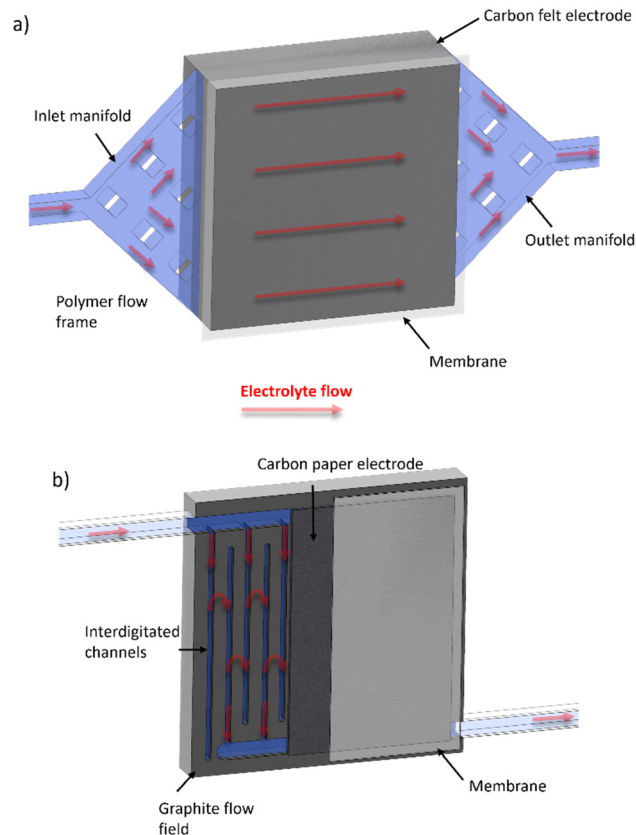 a)
Carbon felt electrode
Inlet manifold
Outlet manifold
Polymer flow
frame
Membrane
Electrolyte flow
b)
Carbon paper electrode
Interdigitated
channels
Membrane
Graphite flow
field